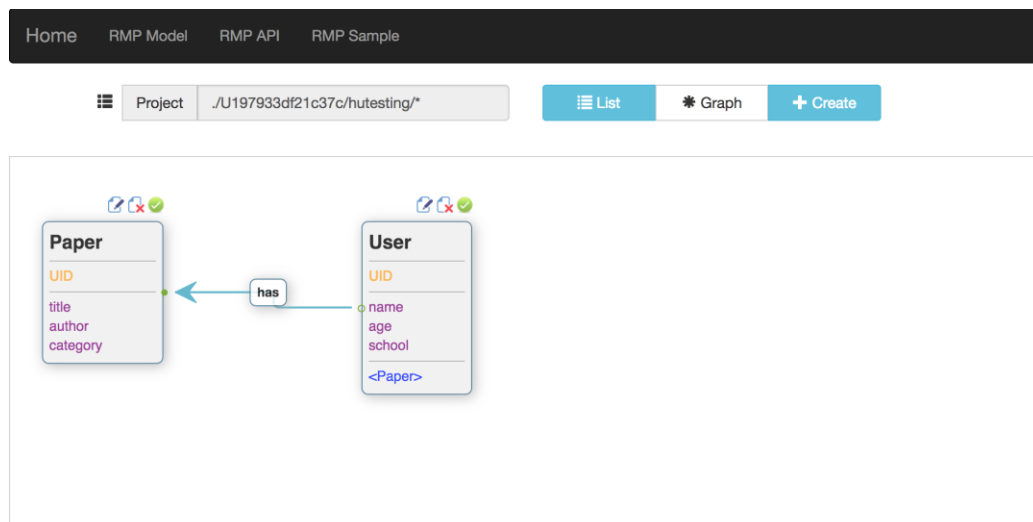 Home RMP Model RMP API RMP Sample
Project ./U197933df21c37c/hutesting/* List Graph Create
Paper
UID
title
author
category
has
User
UID
name
age
school
<Paper>